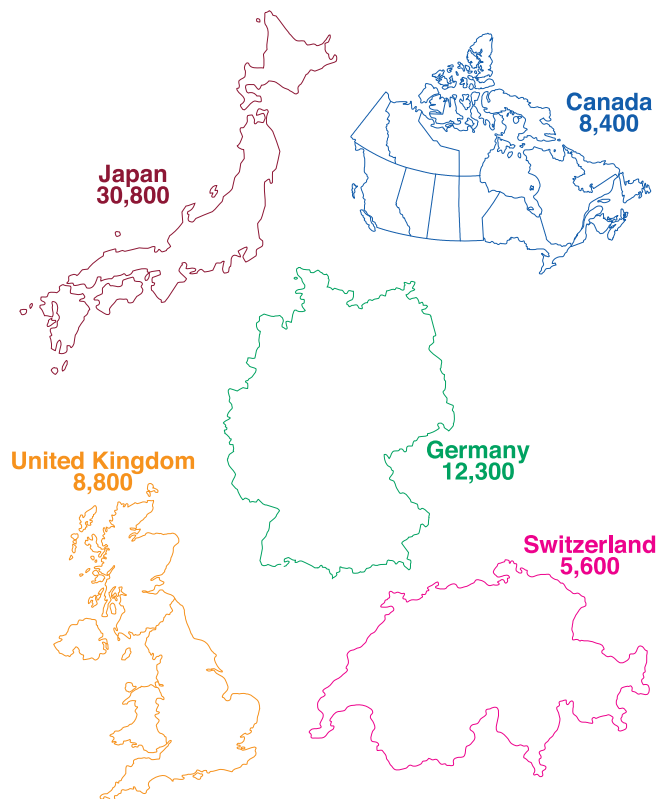 Canada
8,400
Japan
30,800
Germany
12,300
United Kingdom
8,800
Switzerland
5,600